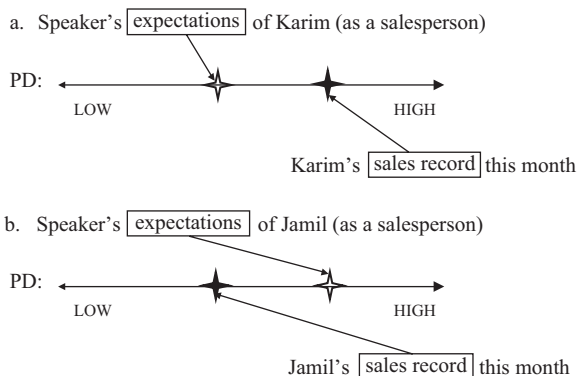 a. Speaker's expectations of Karim (as a salesperson)
PD:
LOW HIGH
Karim's sales record this month
b. Speaker's expectations of Jamil (as a salesperson)
PD:
LOW HIGH
Jamil's sales record this month